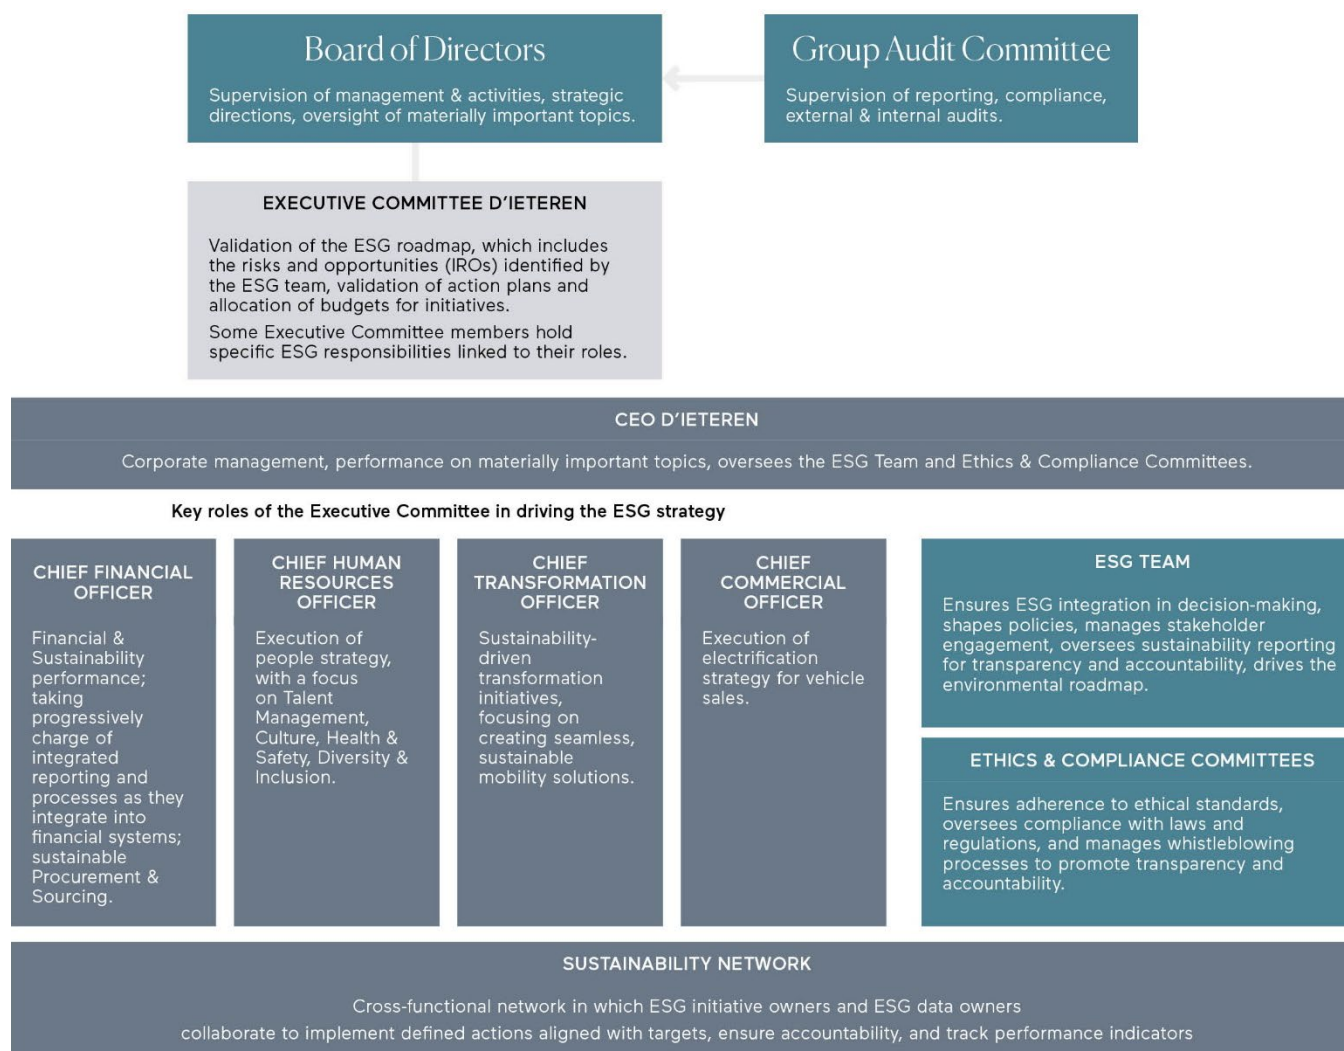 Board of Directors
Supervision of management & activities, strategic
directions, oversight of materially important topics.
Group Audit Committee
Supervision of reporting, compliance,
external & internal audits.
EXECUTIVE COMMITTEE D’IETEREN
Validation of the ESG roadmap, which includes
the risks and opportunities (IROs) identified by
the ESG team, validation of action plans and
allocation of budgets for initiatives.
Some Executive Committee members hold
specific ESG responsibilities linked to their roles.
CEO D’IETEREN
Corporate management, performance on materially important topics, oversees the ESG Team and Ethics & Compliance Committees.
Key roles of the Executive Committee in driving the ESG strategy
CHIEF FINANCIAL
OFFICER
Financial &
Sustainability
performance;
taking
progressively
charge of
integrated
reporting and
processes as they
integrate into
financial systems;
sustainable
Procurement &
Sourcing.
CHIEF HUMAN
RESOURCES
OFFICER
Execution of
people strategy,
with a focus
on Talent
Management,
Culture, Health &
Safety, Diversity &
Inclusion.
CHIEF
TRANSFORMATION
OFFICER
Sustainability-
driven
transformation
initiatives,
focusing on
creating seamless,
sustainable
mobility solutions.
CHIEF
COMMERCIAL
OFFICER
Execution of
electrification
strategy for vehicle
sales.
ESG TEAM
Ensures ESG integration in decision-making,
shapes policies, manages stakeholder
engagement, oversees sustainability reporting
for transparency and accountability, drives the
environmental roadmap.
ETHICS & COMPLIANCE COMMITTEES
Ensures adherence to ethical standards,
oversees compliance with laws and
regulations, and manages whistleblowing
processes to promote transparency and
accountability.
SUSTAINABILITY NETWORK
Cross-functional network in which ESG initiative owners and ESG data owners
collaborate to implement defined actions aligned with targets, ensure accountability, and track performance indicators